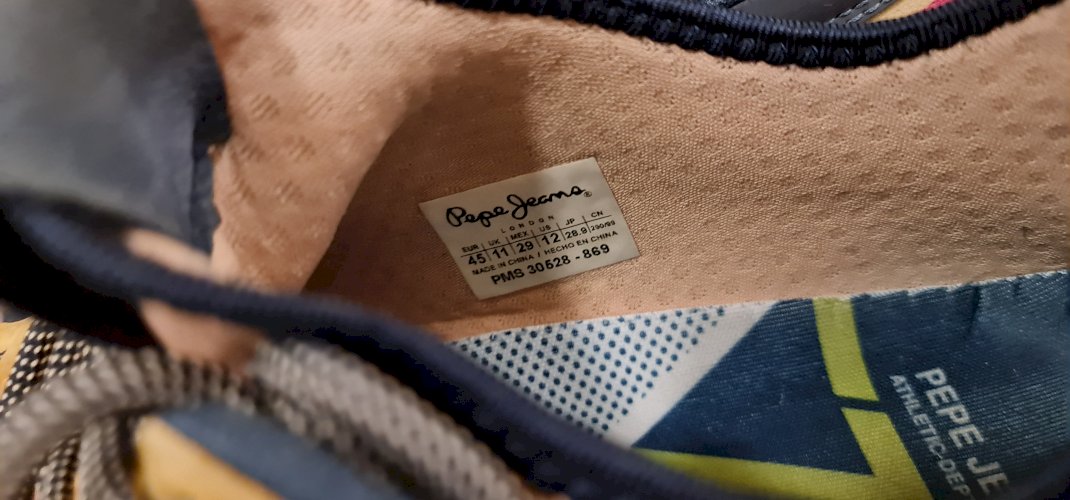 Pepe Jeans®
LONDON
EUR | UK | MEX | US | JP | CN
45 | 11 | 29 | 12 | 28.9 | 290/99
MADE IN CHINA / HECHO EN CHINA
PMS 30528 - 869
PEPE JE
ATHLETIC-DEP